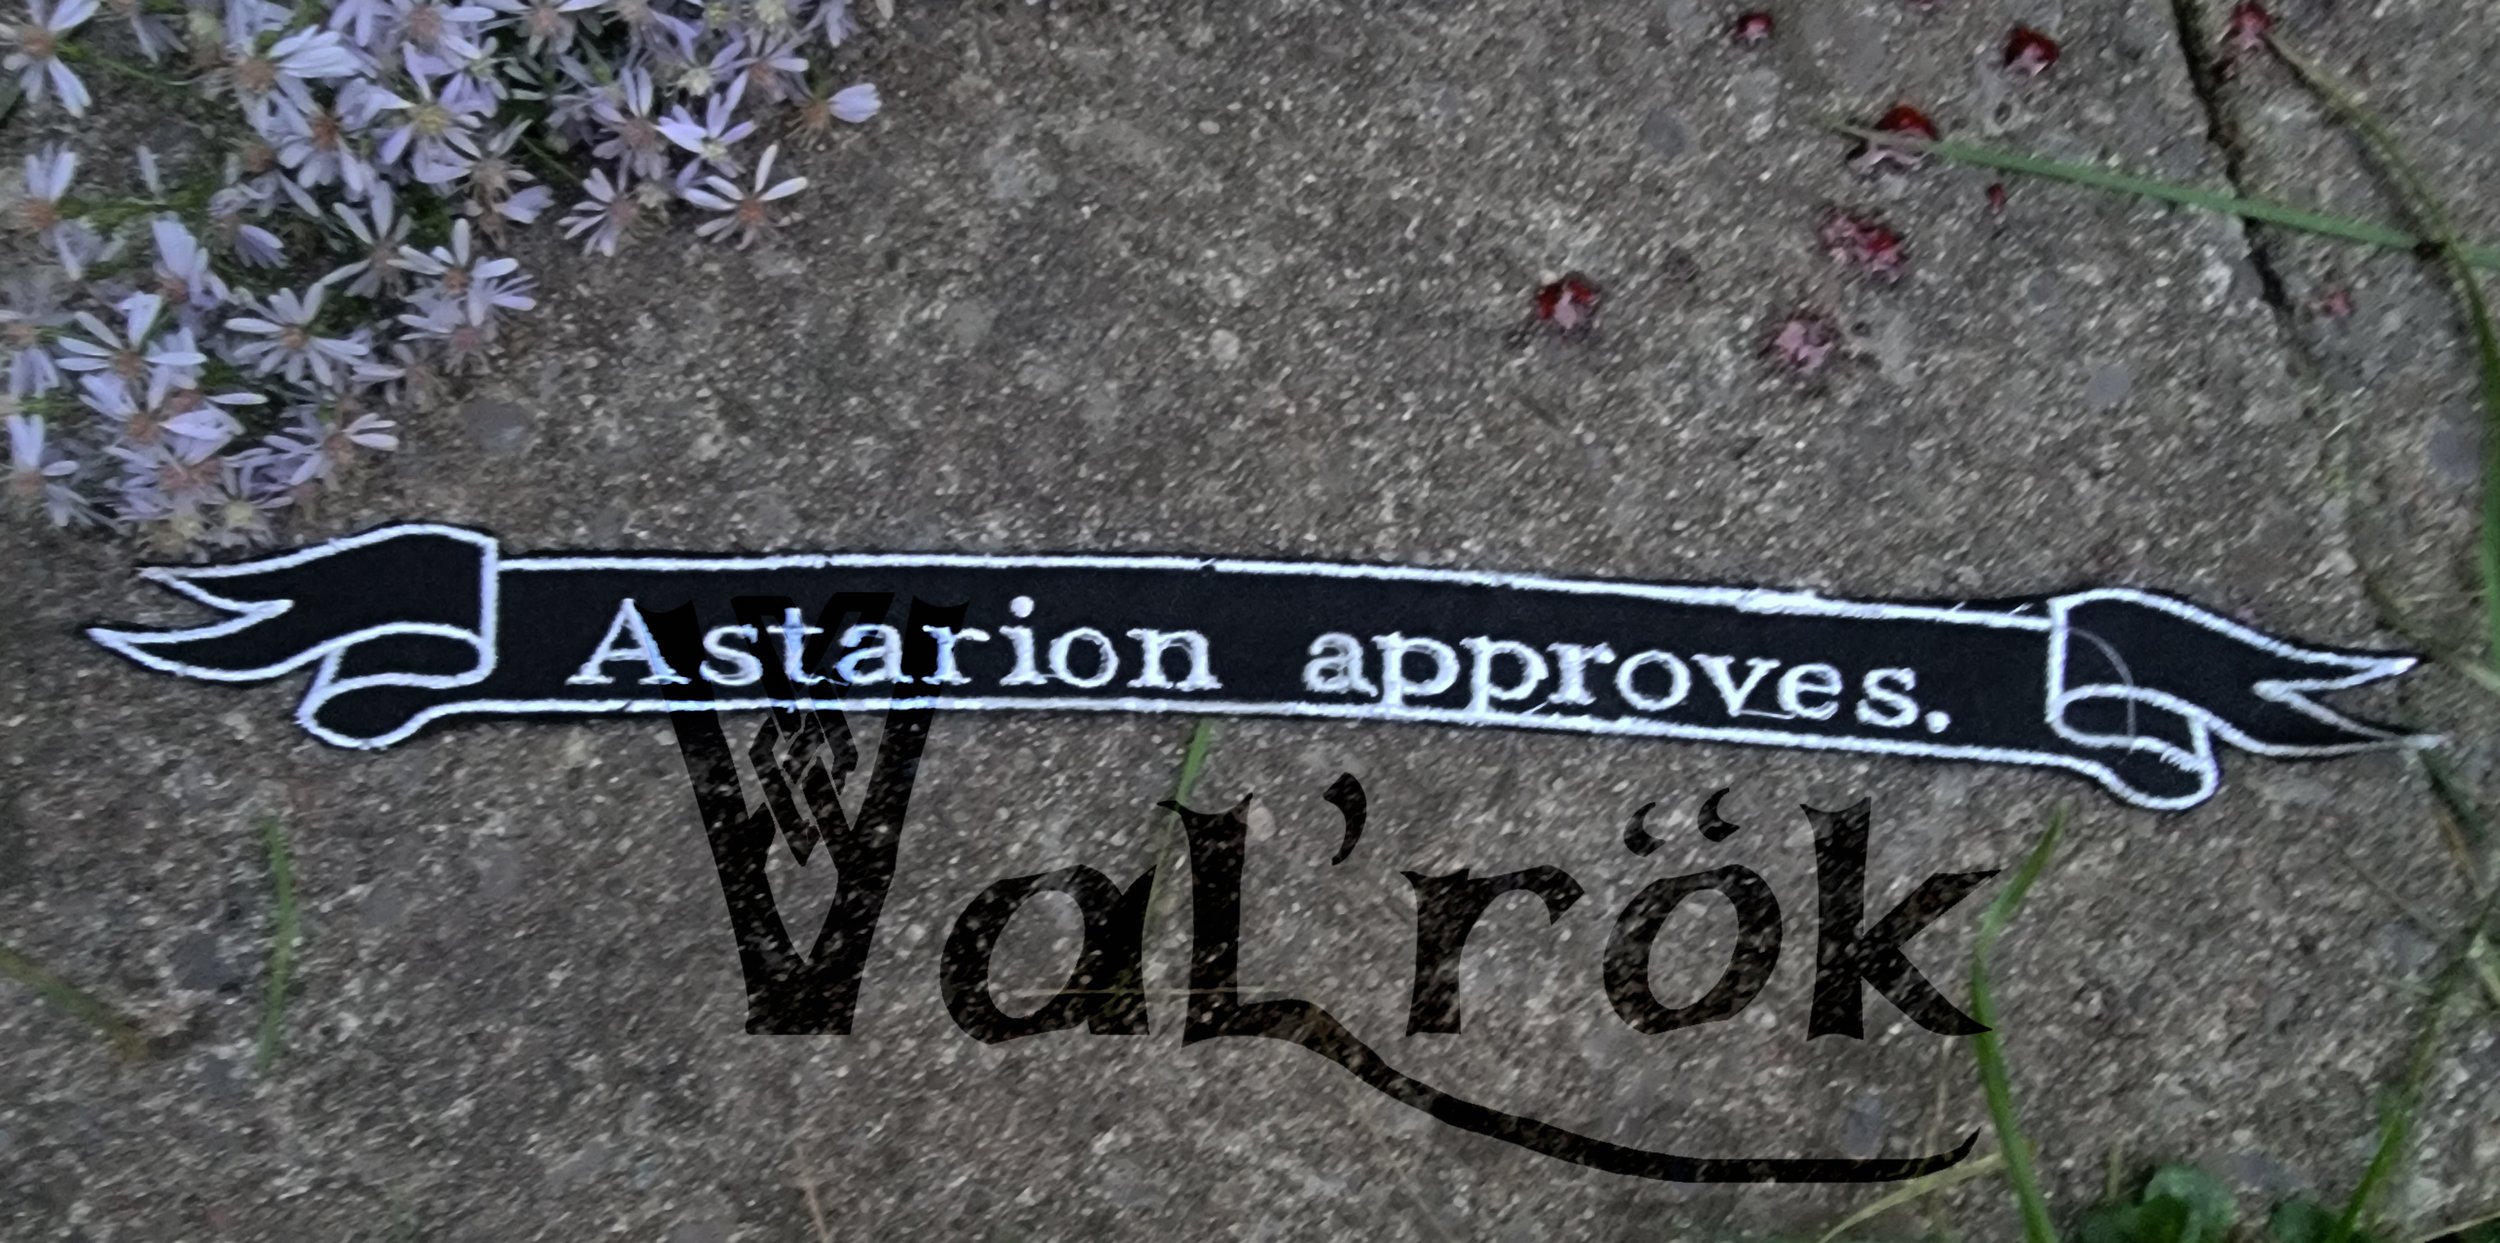 Astarion approves.
Val'rök